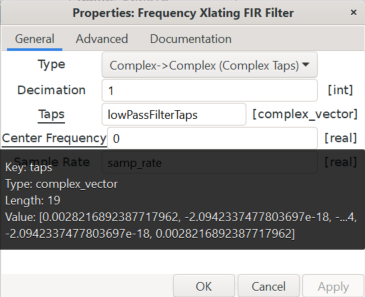 Properties: Frequency Xlating FIR Filter ×
General Advanced Documentation
Type Complex->Complex (Complex Taps)
Decimation 1 [int]
Taps lowPassFilterTaps [complex_vector]
Center Frequency 0 [real]
Sample Rate samp_rate [real]
Key: taps
Type: complex_vector
Length: 19
Value: [0.0028216892387717962, -2.0942337477803697e-18, -...4,
-2.0942337477803697e-18, 0.0028216892387717962]
OK Cancel Apply